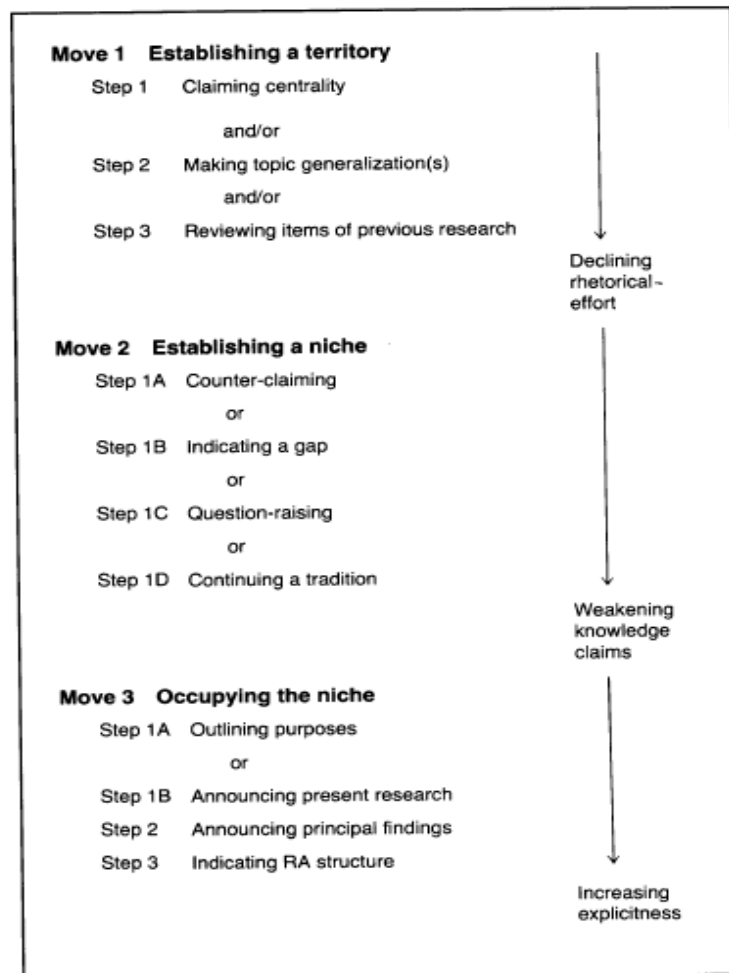 Move 1 Establishing a territory
Step 1 Claiming centrality
and/or
Step 2 Making topic generalization(s)
and/or
Step 3 Reviewing items of previous research
Declining
rhetorical
effort
Move 2 Establishing a niche
Step 1A Counter-claiming
or
Step 1B Indicating a gap
or
Step 1C Question-raising
or
Step 1D Continuing a tradition
Weakening
knowledge
claims
Move 3 Occupying the niche
Step 1A Outlining purposes
or
Step 1B Announcing present research
Step 2 Announcing principal findings
Step 3 Indicating RA structure
Increasing
explicitness